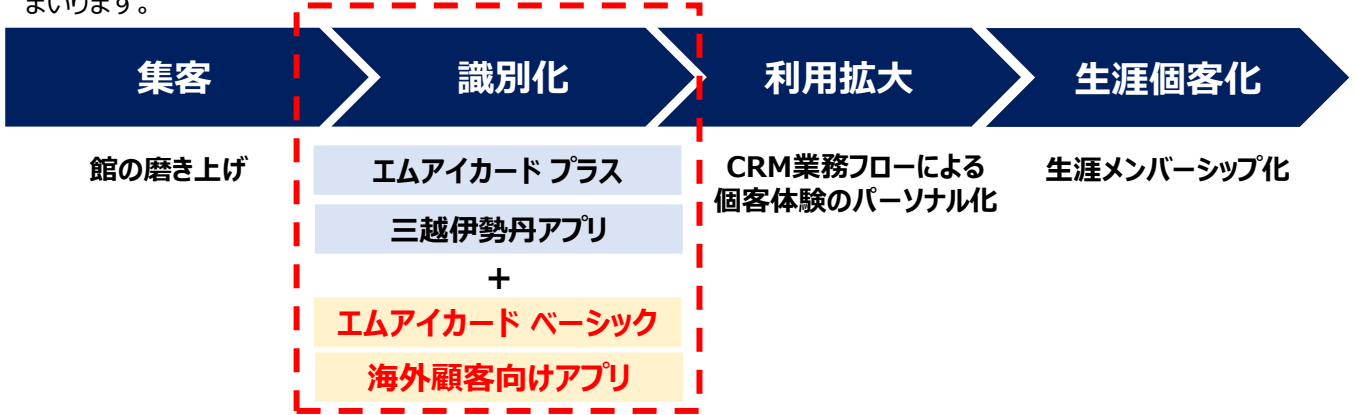 まいります。
集客
識別化
利用拡大
生涯個客化
館の磨き上げ
エムアイカード プラス
三越伊勢丹アプリ
+
エムアイカード ベーシック
海外顧客向けアプリ
CRM業務フローによる
個客体験のパーソナル化
生涯メンバーシップ化